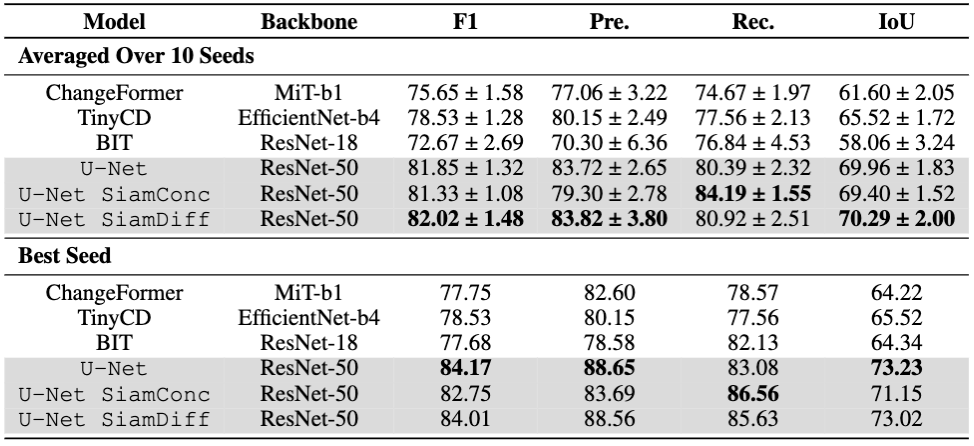 Model Backbone F1 Pre. Rec. IoU
Averaged Over 10 Seeds
ChangeFormer MiT-b1 75.65 ± 1.58 77.06 ± 3.22 74.67 ± 1.97 61.60 ± 2.05
TinyCD EfficientNet-b4 78.53 ± 1.28 80.15 ± 2.49 77.56 ± 2.13 65.52 ± 1.72
BIT ResNet-18 72.67 ± 2.69 70.30 ± 6.36 76.84 ± 4.53 58.06 ± 3.24
U-Net ResNet-50 81.85 ± 1.32 83.72 ± 2.65 80.39 ± 2.32 69.96 ± 1.83
U-Net SiamConc ResNet-50 81.33 ± 1.08 79.30 ± 2.78 84.19 ± 1.55 69.40 ± 1.52
U-Net SiamDiff ResNet-50 82.02 ± 1.48 83.82 ± 3.80 80.92 ± 2.51 70.29 ± 2.00
Best Seed
ChangeFormer MiT-b1 77.75 82.60 78.57 64.22
TinyCD EfficientNet-b4 78.53 80.15 77.56 65.52
BIT ResNet-18 77.68 78.58 82.13 64.34
U-Net ResNet-50 84.17 88.65 83.08 73.23
U-Net SiamConc ResNet-50 82.75 83.69 86.56 71.15
U-Net SiamDiff ResNet-50 84.01 88.56 85.63 73.02